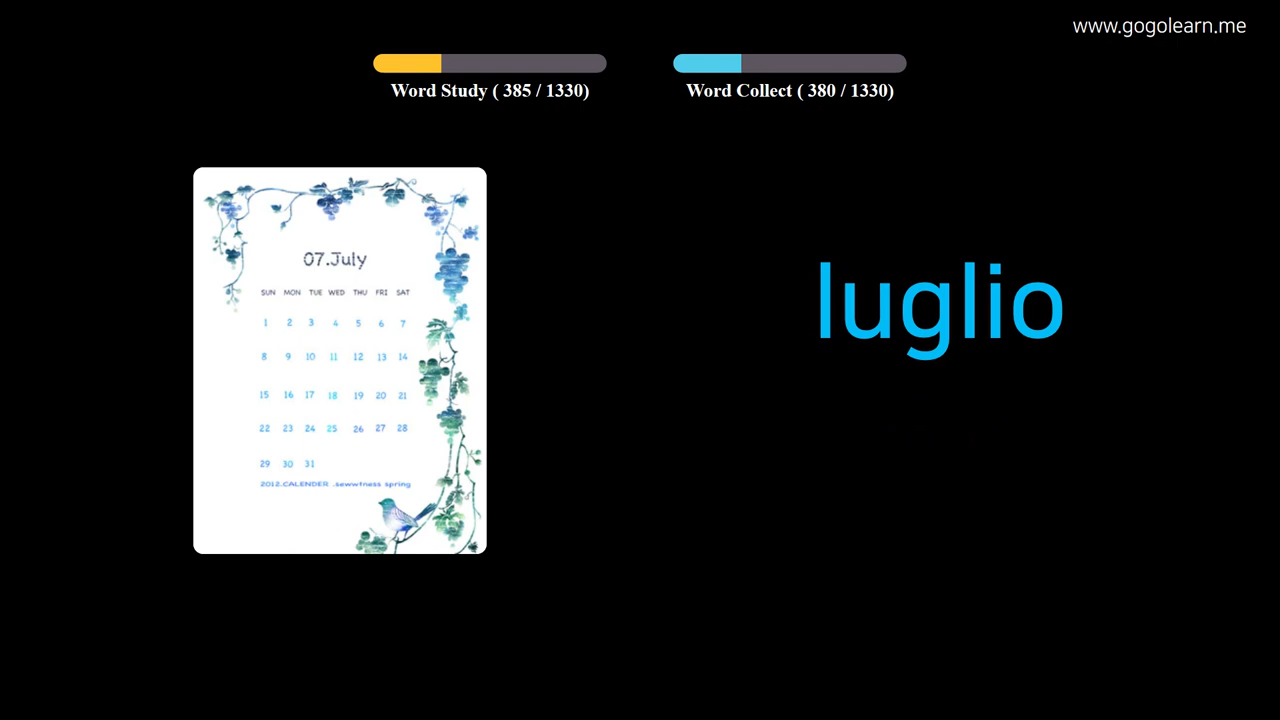 www.gogolearn.me
Word Study ( 385 / 1330)
Word Collect ( 380 / 1330)
07.July
SUN MON TUE WED THU FRI SAT
1 2 3 4 5 6 7
8 9 10 11 12 13 14
15 16 17 18 19 20 21
22 23 24 25 26 27 28
29 30 31
2012.CALENDER .sewwtness spring
luglio